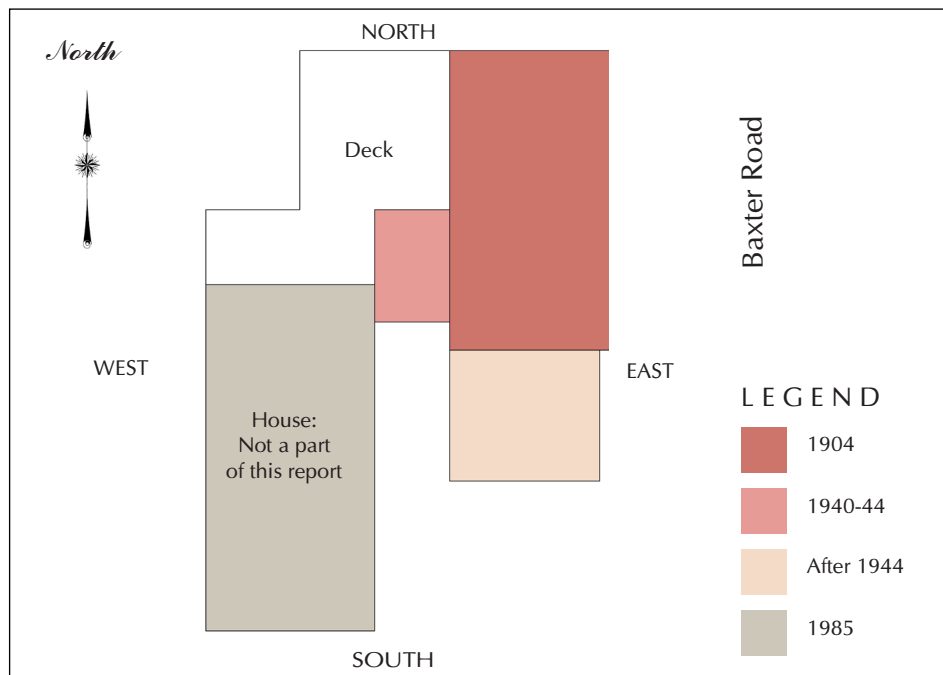 NORTH
North
Deck
Baxter Road
WEST
EAST
House:
Not a part
of this report
LEGEND
1904
1940-44
After 1944
1985
SOUTH